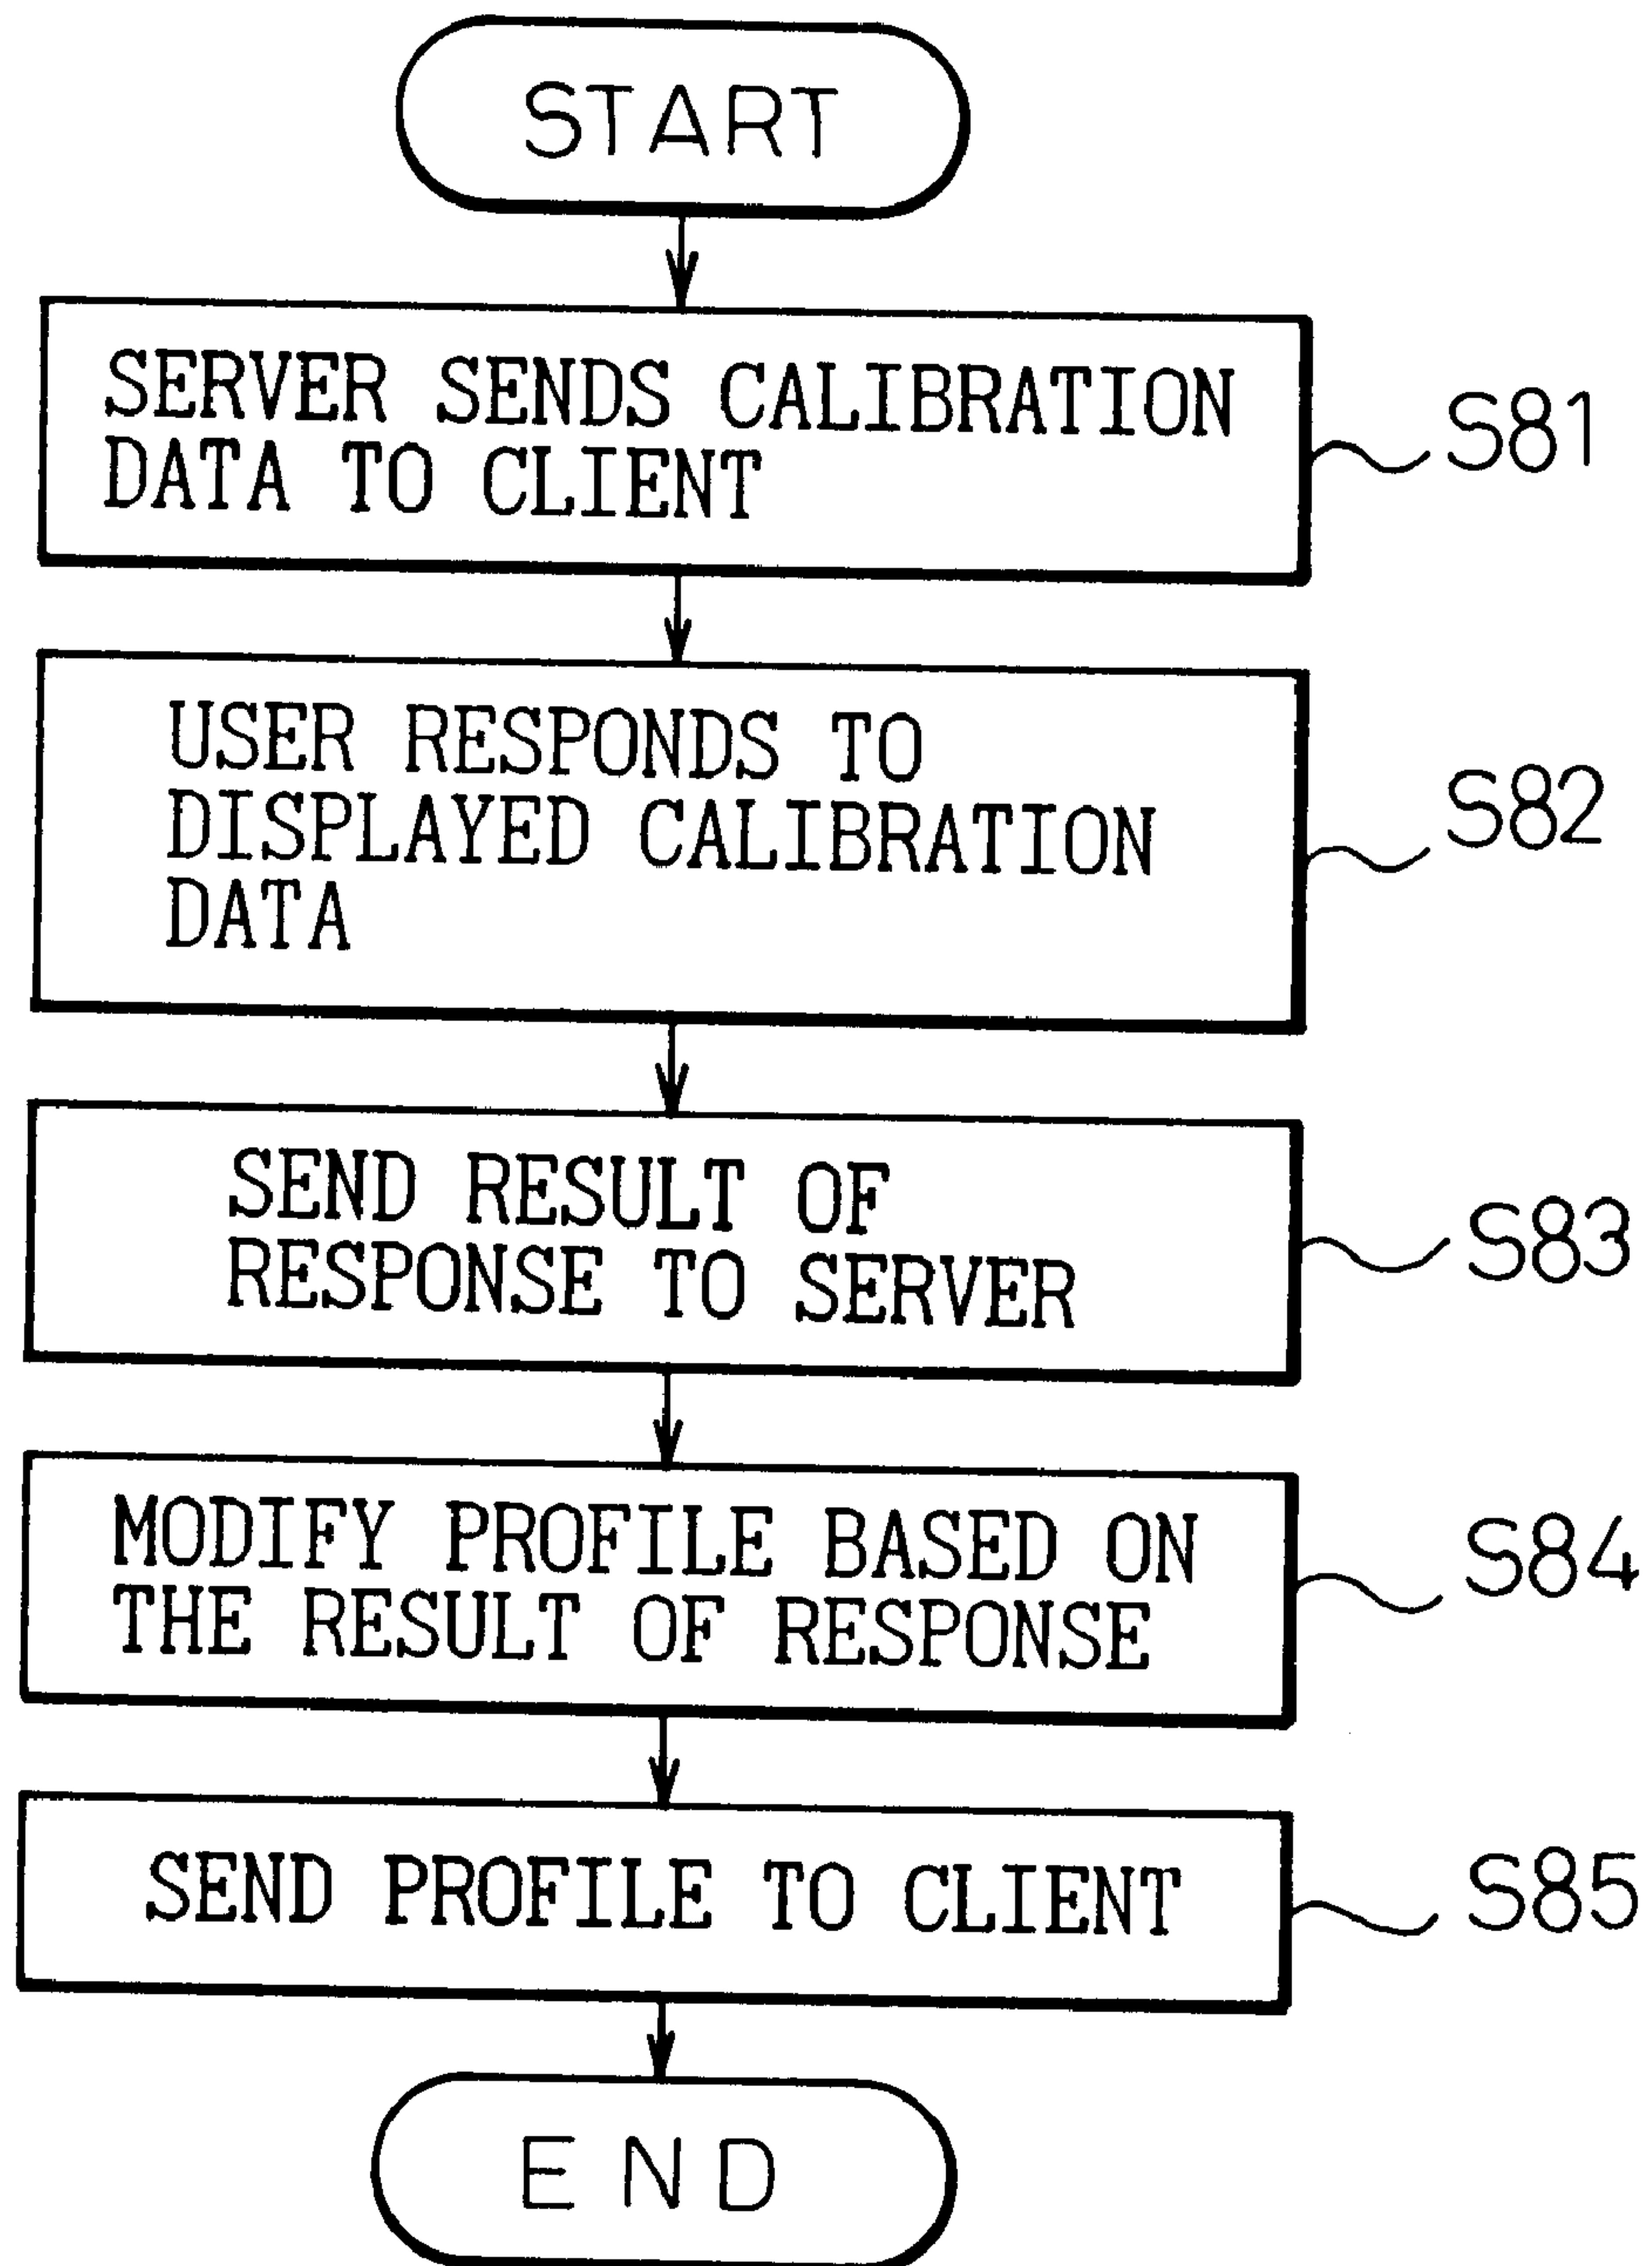 START
SERVER SENDS CALIBRATION
DATA TO CLIENT
S81
USER RESPONDS TO
DISPLAYED CALIBRATION
DATA
S82
SEND RESULT OF
RESPONSE TO SERVER
S83
MODIFY PROFILE BASED ON
THE RESULT OF RESPONSE
S84
SEND PROFILE TO CLIENT
S85
END